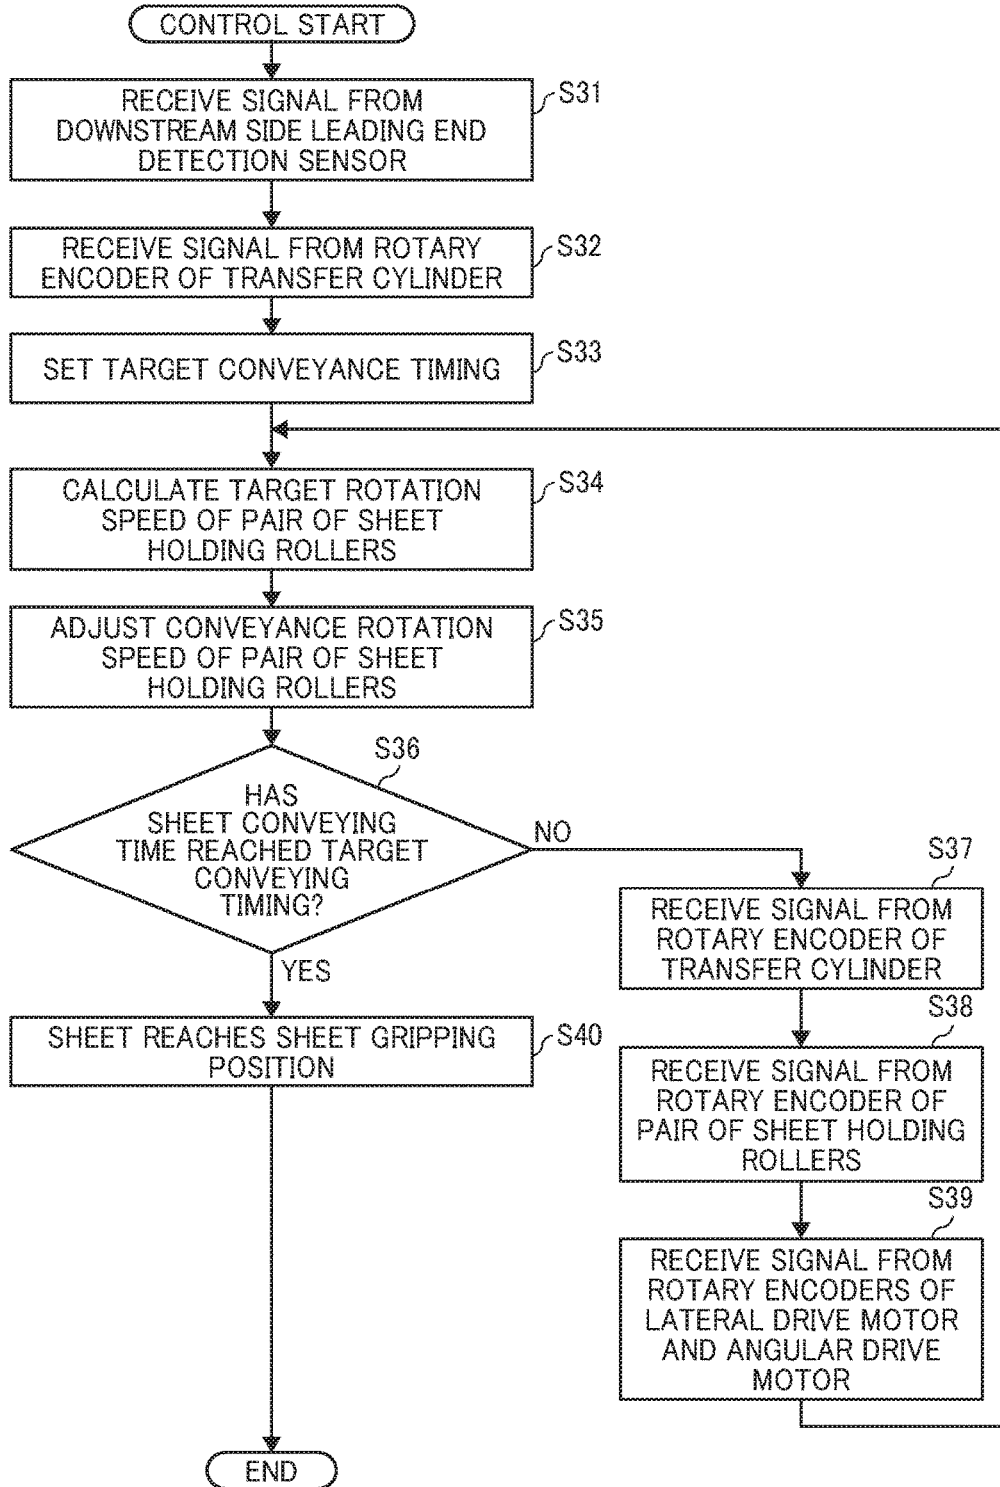 CONTROL START
RECEIVE SIGNAL FROM
DOWNSTREAM SIDE LEADING END
DETECTION SENSOR
S31
RECEIVE SIGNAL FROM ROTARY
ENCODER OF TRANSFER CYLINDER
S32
SET TARGET CONVEYANCE TIMING
S33
CALCULATE TARGET ROTATION
SPEED OF PAIR OF SHEET
HOLDING ROLLERS
S34
ADJUST CONVEYANCE ROTATION
SPEED OF PAIR OF SHEET
HOLDING ROLLERS
S35
S36
HAS
SHEET CONVEYING
TIME REACHED TARGET
CONVEYING
TIMING?
NO
YES
S37
RECEIVE SIGNAL FROM
ROTARY ENCODER OF
TRANSFER CYLINDER
S38
RECEIVE SIGNAL FROM
ROTARY ENCODER OF
PAIR OF SHEET HOLDING
ROLLERS
S39
RECEIVE SIGNAL FROM
ROTARY ENCODERS OF
LATERAL DRIVE MOTOR
AND ANGULAR DRIVE
MOTOR
SHEET REACHES SHEET GRIPPING
POSITION
S40
END